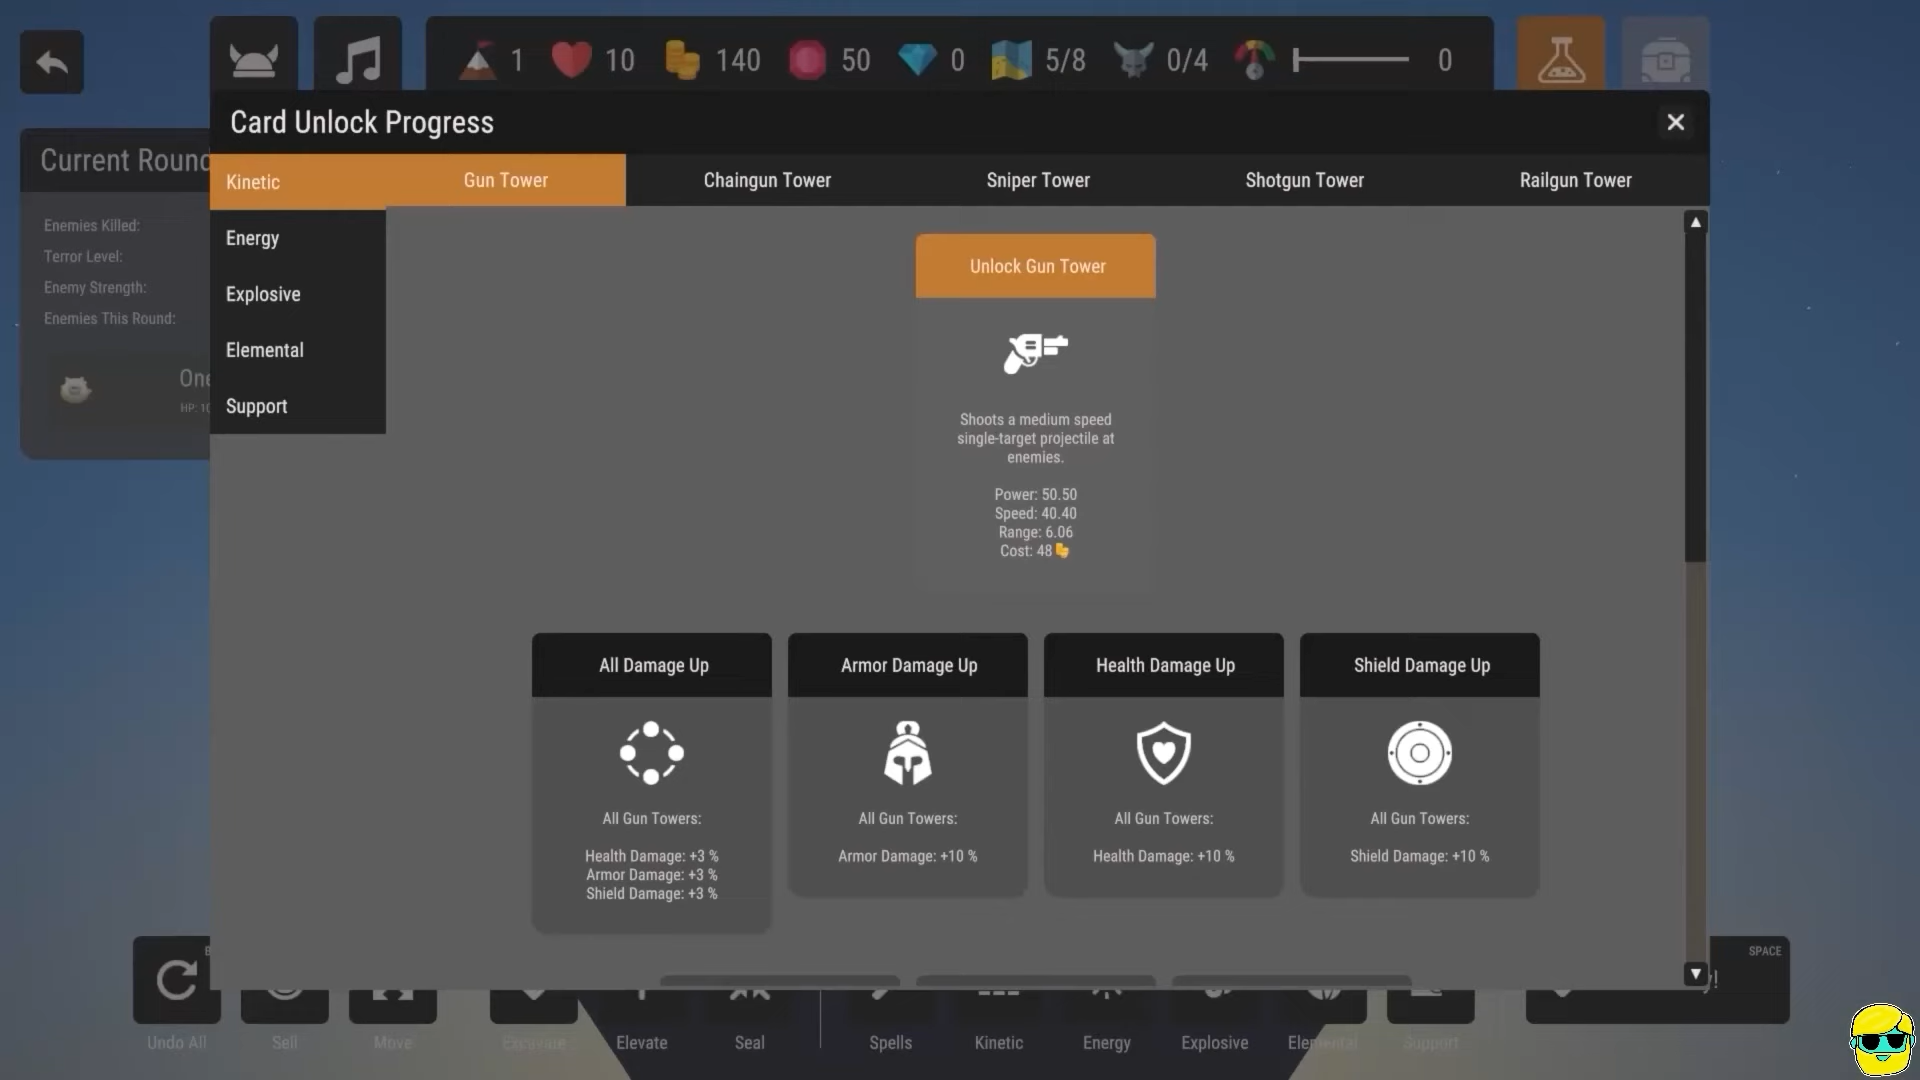 1 10 140 50 0 5/8 0/4 0
Card Unlock Progress
Current Round
Kinetic
Gun Tower
Chaingun Tower
Sniper Tower
Shotgun Tower
Railgun Tower
Energy
Explosive
Elemental
Support
Enemies Killed:
Terror Level:
Enemy Strength:
Enemies This Round:
One
HP: 10
Unlock Gun Tower
Shoots a medium speed
single-target projectile at
enemies.
Power: 50.50
Speed: 40.40
Range: 6.06
Cost: 48
All Damage Up
All Gun Towers:
Health Damage: +3 %
Armor Damage: +3 %
Shield Damage: +3 %
Armor Damage Up
All Gun Towers:
Armor Damage: +10 %
Health Damage Up
All Gun Towers:
Health Damage: +10 %
Shield Damage Up
All Gun Towers:
Shield Damage: +10 %
SPACE
Undo All
Sell
Move
Excavate
Elevate
Seal
Spells
Kinetic
Energy
Explosive
Elemental
Support